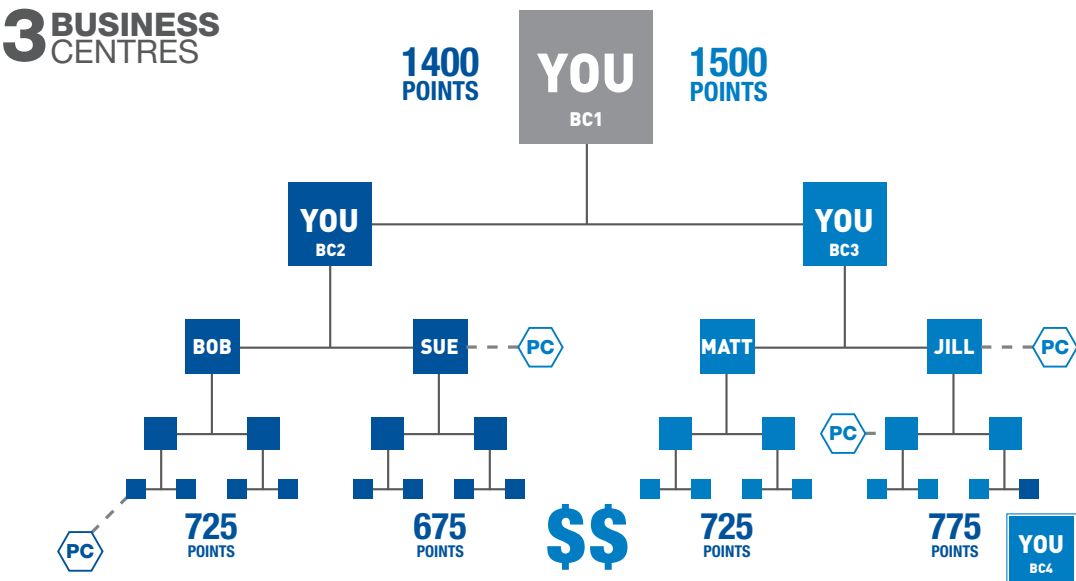 3 BUSINESS
CENTRES
1400
POINTS
YOU
BC1
1500
POINTS
YOU
BC2
YOU
BC3
BOB
SUE
PC
MATT
JILL
PC
PC
PC
725
POINTS
675
POINTS
$$
725
POINTS
775
POINTS
YOU
BC4